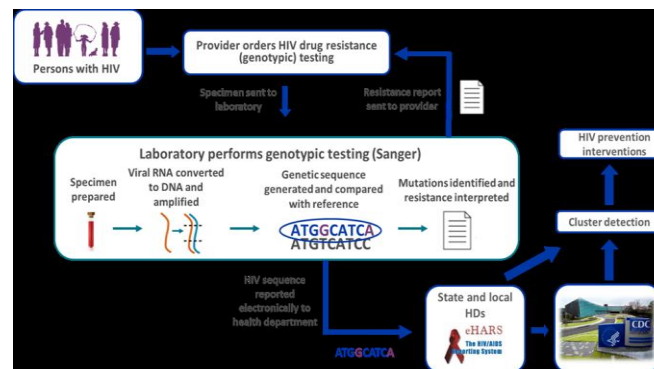 Persons with HIV
Provider orders HIV drug resistance
(genotypic) testing
Specimen sent to
laboratory
Resistance report
sent to provider
HIV prevention
interventions
Laboratory performs genotypic testing (Sanger)
Specimen
prepared
Viral RNA converted
to DNA and
amplified
Genetic sequence
generated and compared
with reference
Mutations identified and
resistance interpreted
ATGGCATCA
ATGTCATCC
Cluster detection
HIV sequence
reported
electronically to
health department
ATGGCATCA
State and local
HDs
eHARS
The HIV/AIDS
Reporting System
CDC